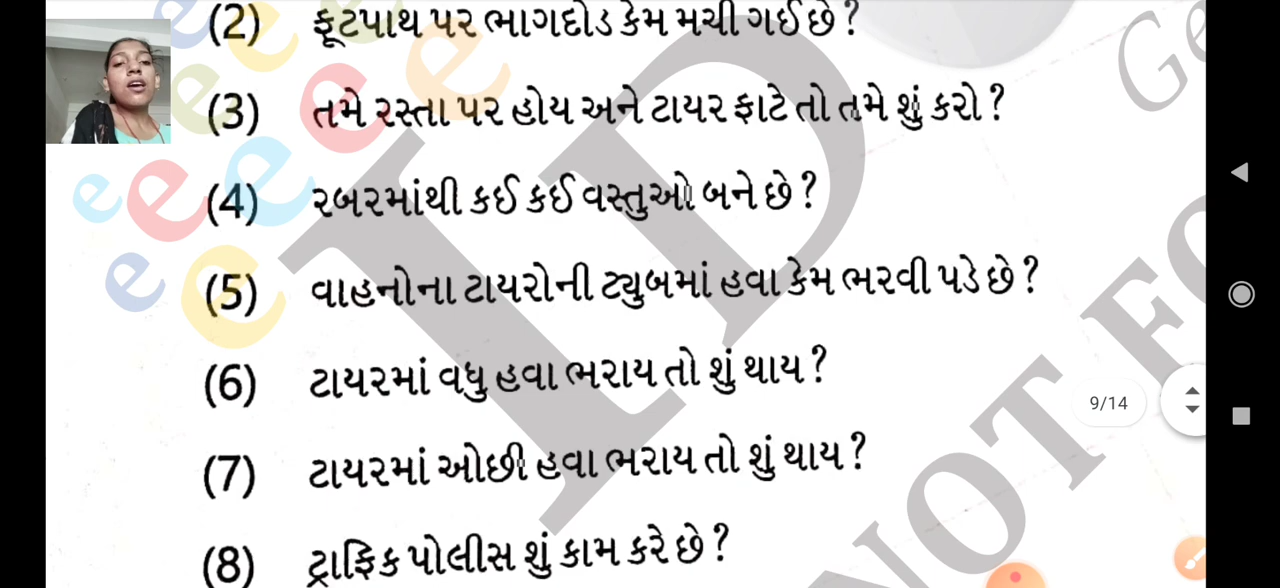 (2) ફૂટપાથ પર ભાગદોડ કેમ મચી ગઈ છે ?
(3) તમે રસ્તા પર હોય અને ટાયર ફાટે તો તમે શું કરો ?
(4) રબરમાંથી કઈ કઈ વસ્તુઓ બને છે ?
(5) વાહનોના ટાયરોની ટ્યુબમાં હવા કેમ ભરવી પડે છે ?
(6) ટાયરમાં વધુ હવા ભરાય તો શું થાય ?
9/14
(7) ટાયરમાં ઓછી હવા ભરાય તો શું થાય ?
(8) ટ્રાફિક પોલીસ શું કામ કરે છે ?